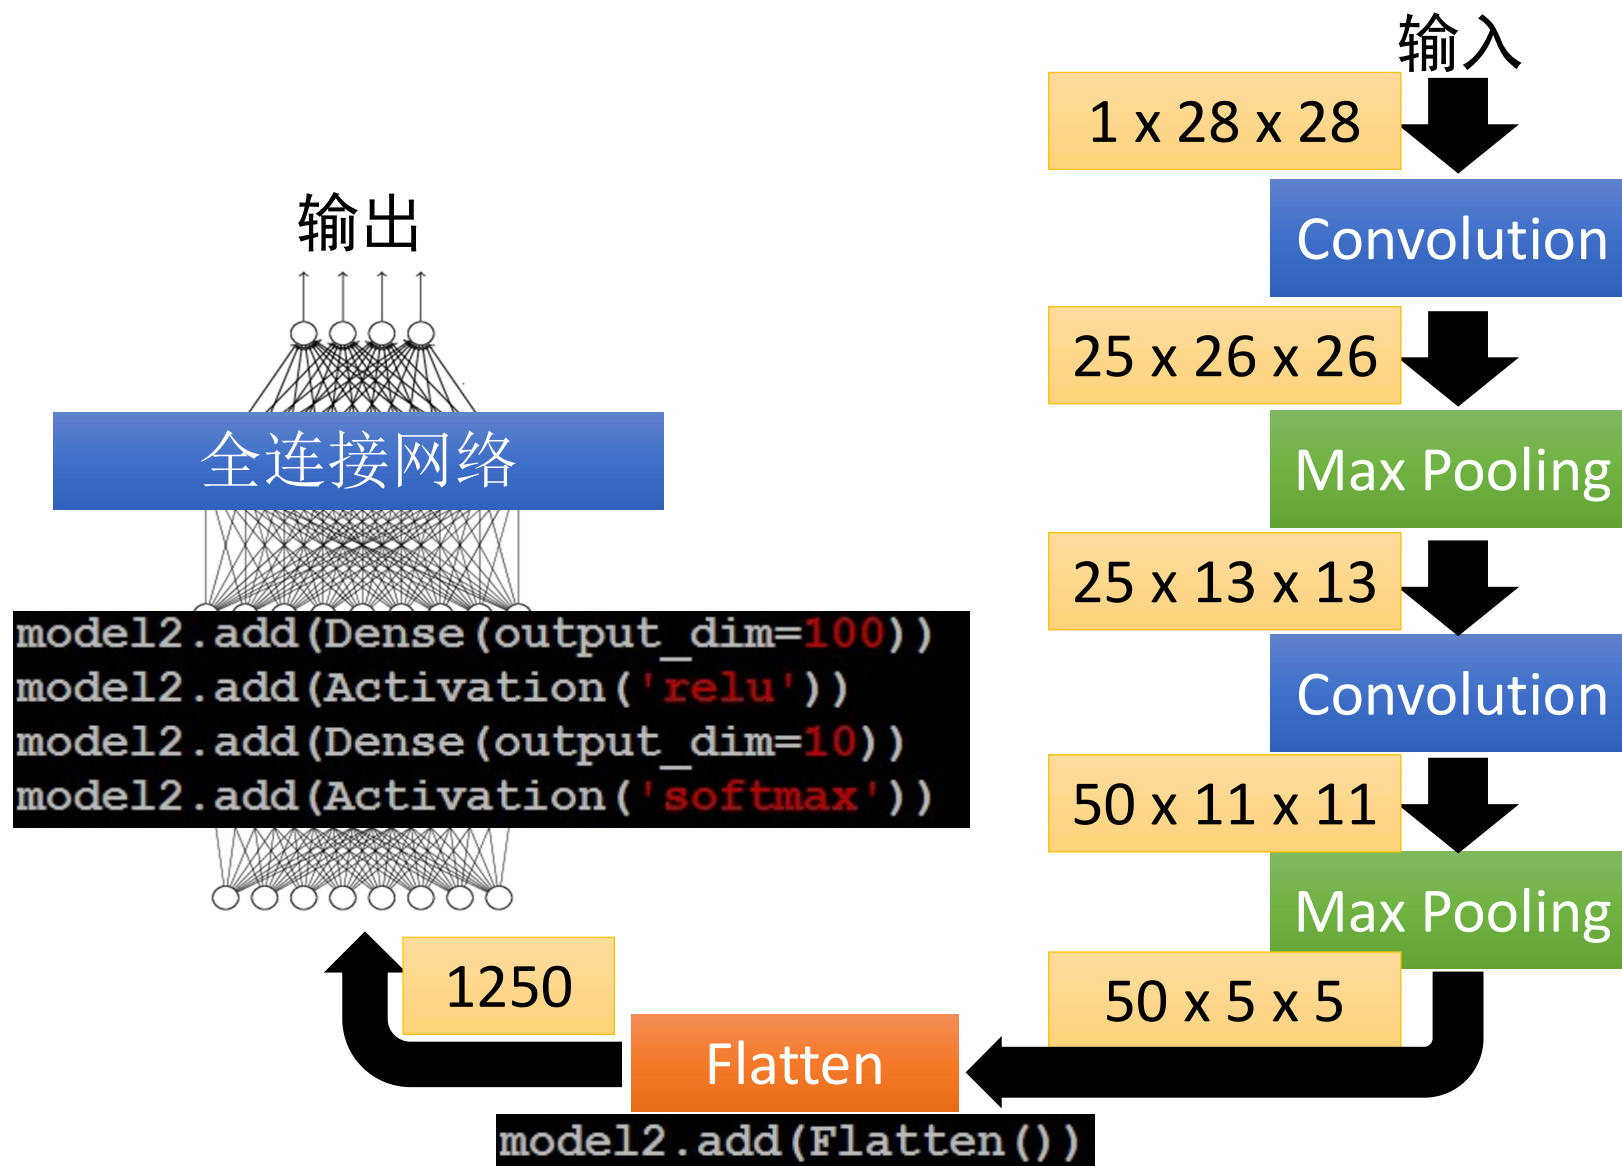 输入
1 x 28 x 28
Convolution
25 x 26 x 26
Max Pooling
25 x 13 x 13
Convolution
50 x 11 x 11
Max Pooling
50 x 5 x 5
Flatten
model2.add(Flatten())
1250
输出
全连接网络
model2.add(Dense(output_dim=100))
model2.add(Activation('relu'))
model2.add(Dense(output_dim=10))
model2.add(Activation('softmax'))